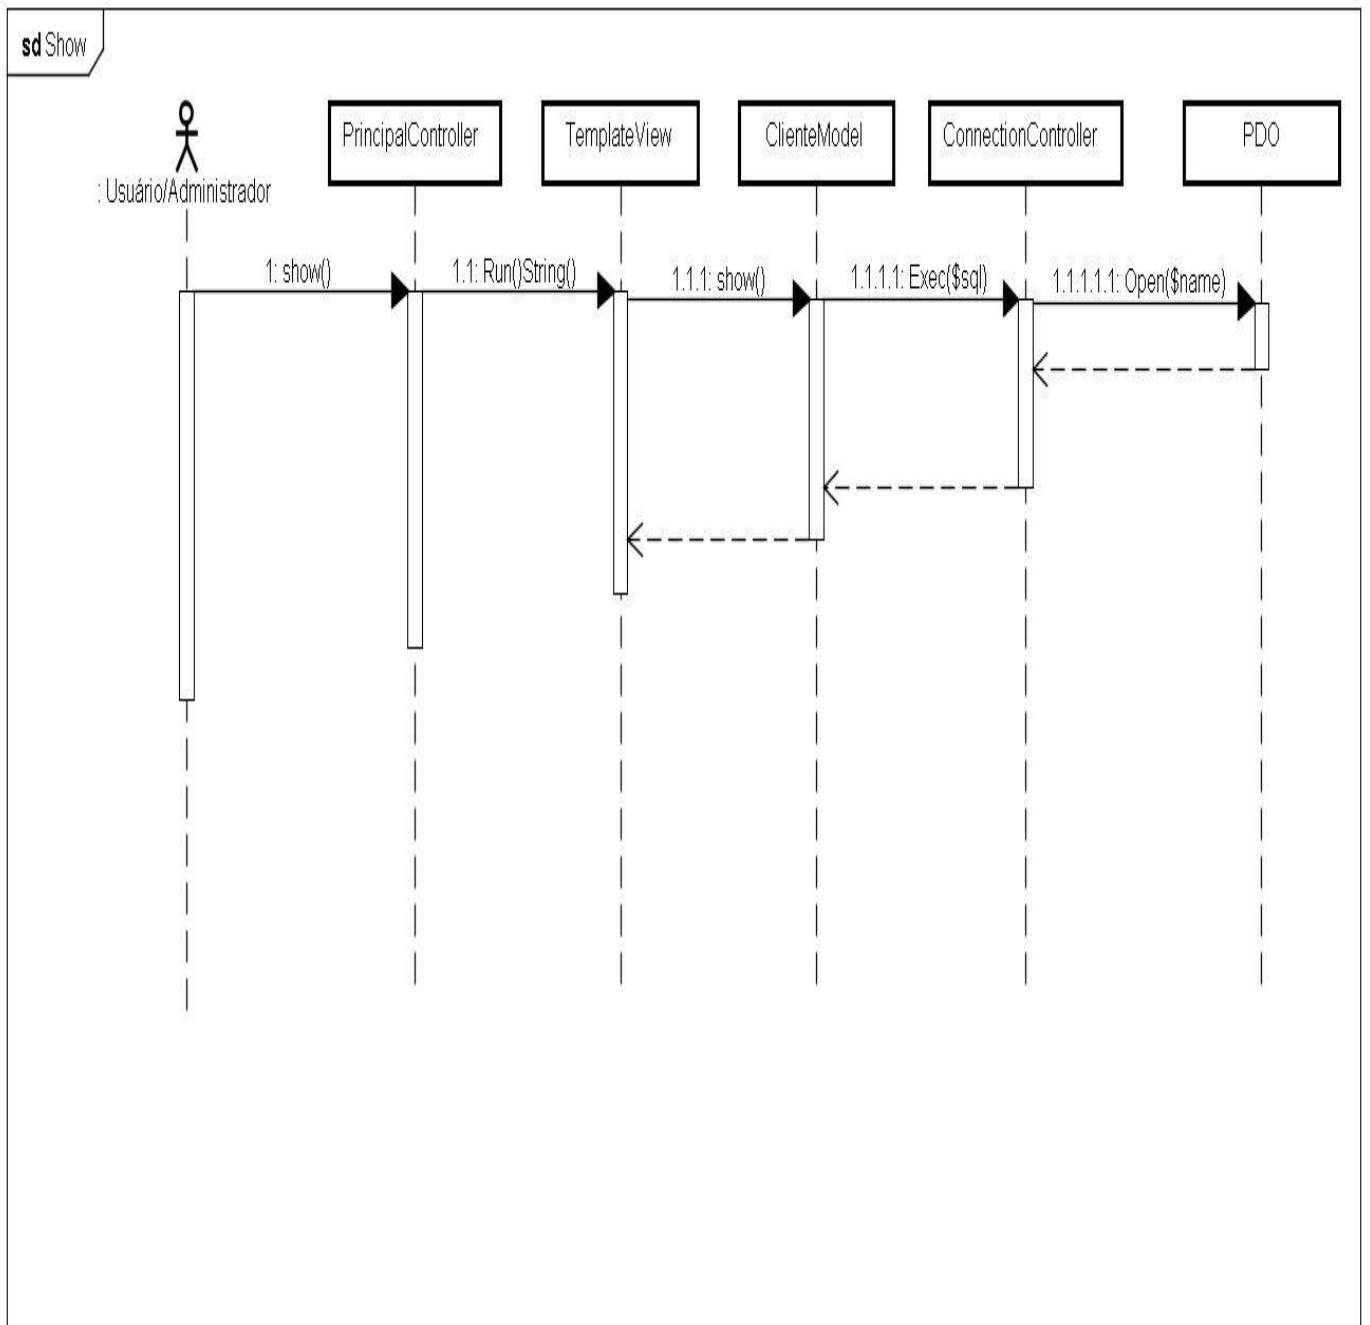 sd Show
PrincipalController
TemplateView
ClienteModel
ConnectionController
PDO
: Usuário/Administrador
1: show()
1.1: Run()String()
1.1.1: show()
1.1.1.1: Exec($sql)
1.1.1.1.1: Open($name)